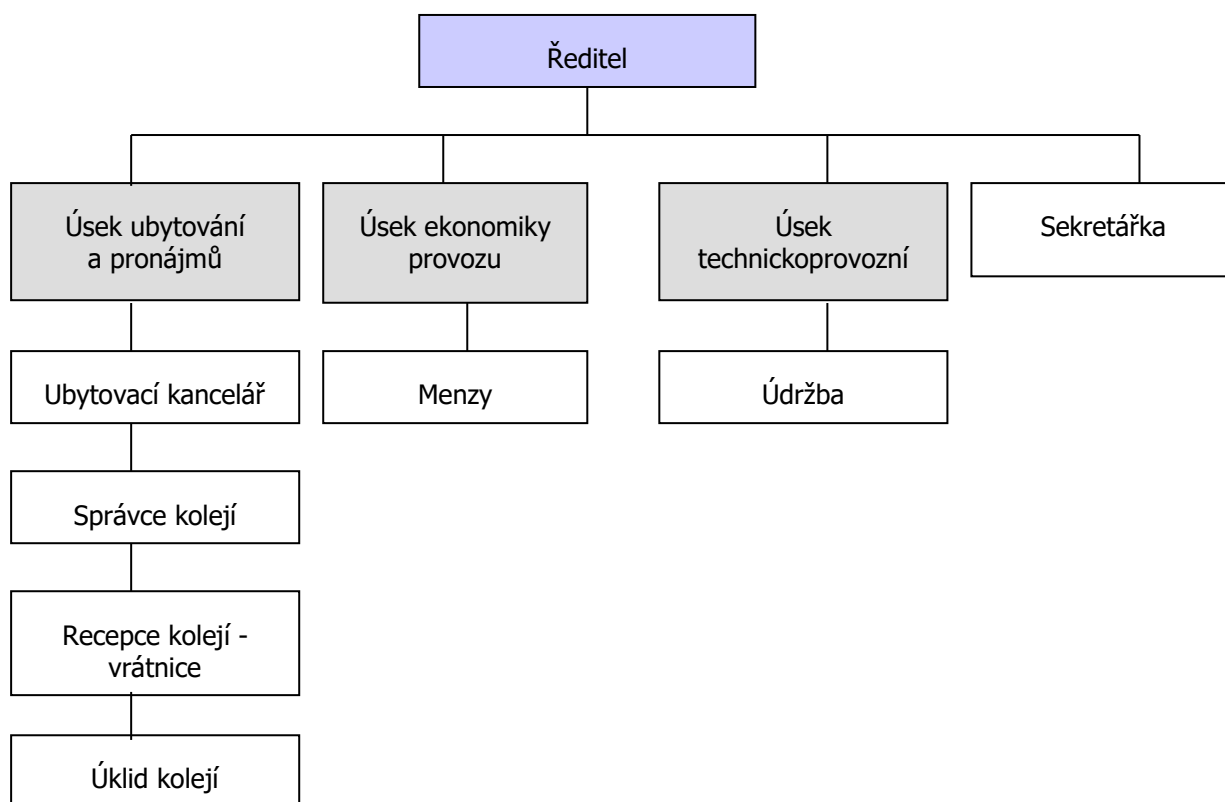 Ředitel
Úsek ubytování
a pronájmů
Úsek ekonomiky
provozu
Úsek
technickoprovozní
Sekretářka
Ubytovací kancelář
Menzy
Údržba
Správce kolejí
Recepce kolejí -
vrátnice
Úklid kolejí